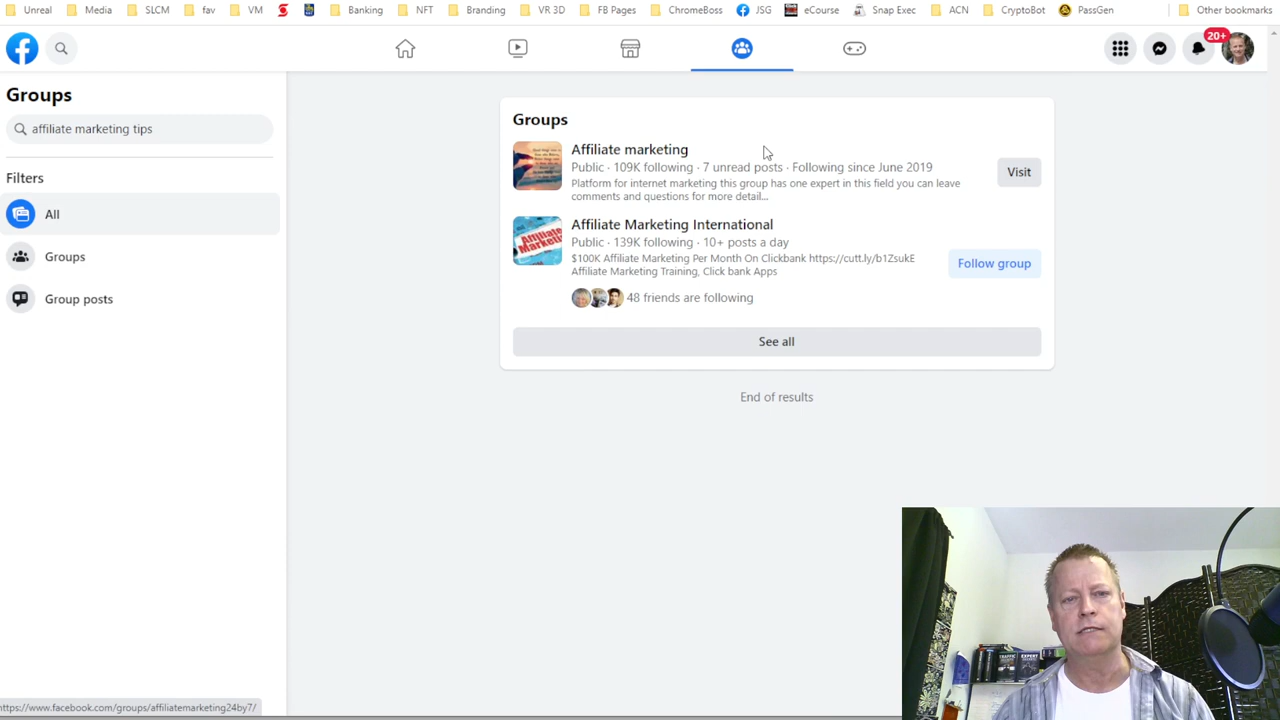 Unreal Media SLCM fav VM Banking NFT Branding VR 3D FB Pages ChromeBoss JSG eCourse Snap Exec ACN CryptoBot PassGen Other bookmarks
20+
Groups
affiliate marketing tips
Filters
All
Groups
Group posts
Groups
Affiliate marketing
Public · 109K following · 7 unread posts · Following since June 2019
Platform for internet marketing this group has one expert in this field you can leave
comments and questions for more detail...
Visit
Affiliate Marketing International
Public · 139K following · 10+ posts a day
$100K Affiliate Marketing Per Month On Clickbank https://cutt.ly/b1ZsukE
Affiliate Marketing Training, Click bank Apps
Follow group
48 friends are following
See all
End of results
https://www.facebook.com/groups/affiliatemarketing24by7/
Affiliate
Marketi
TRAFFIC
EXPERT